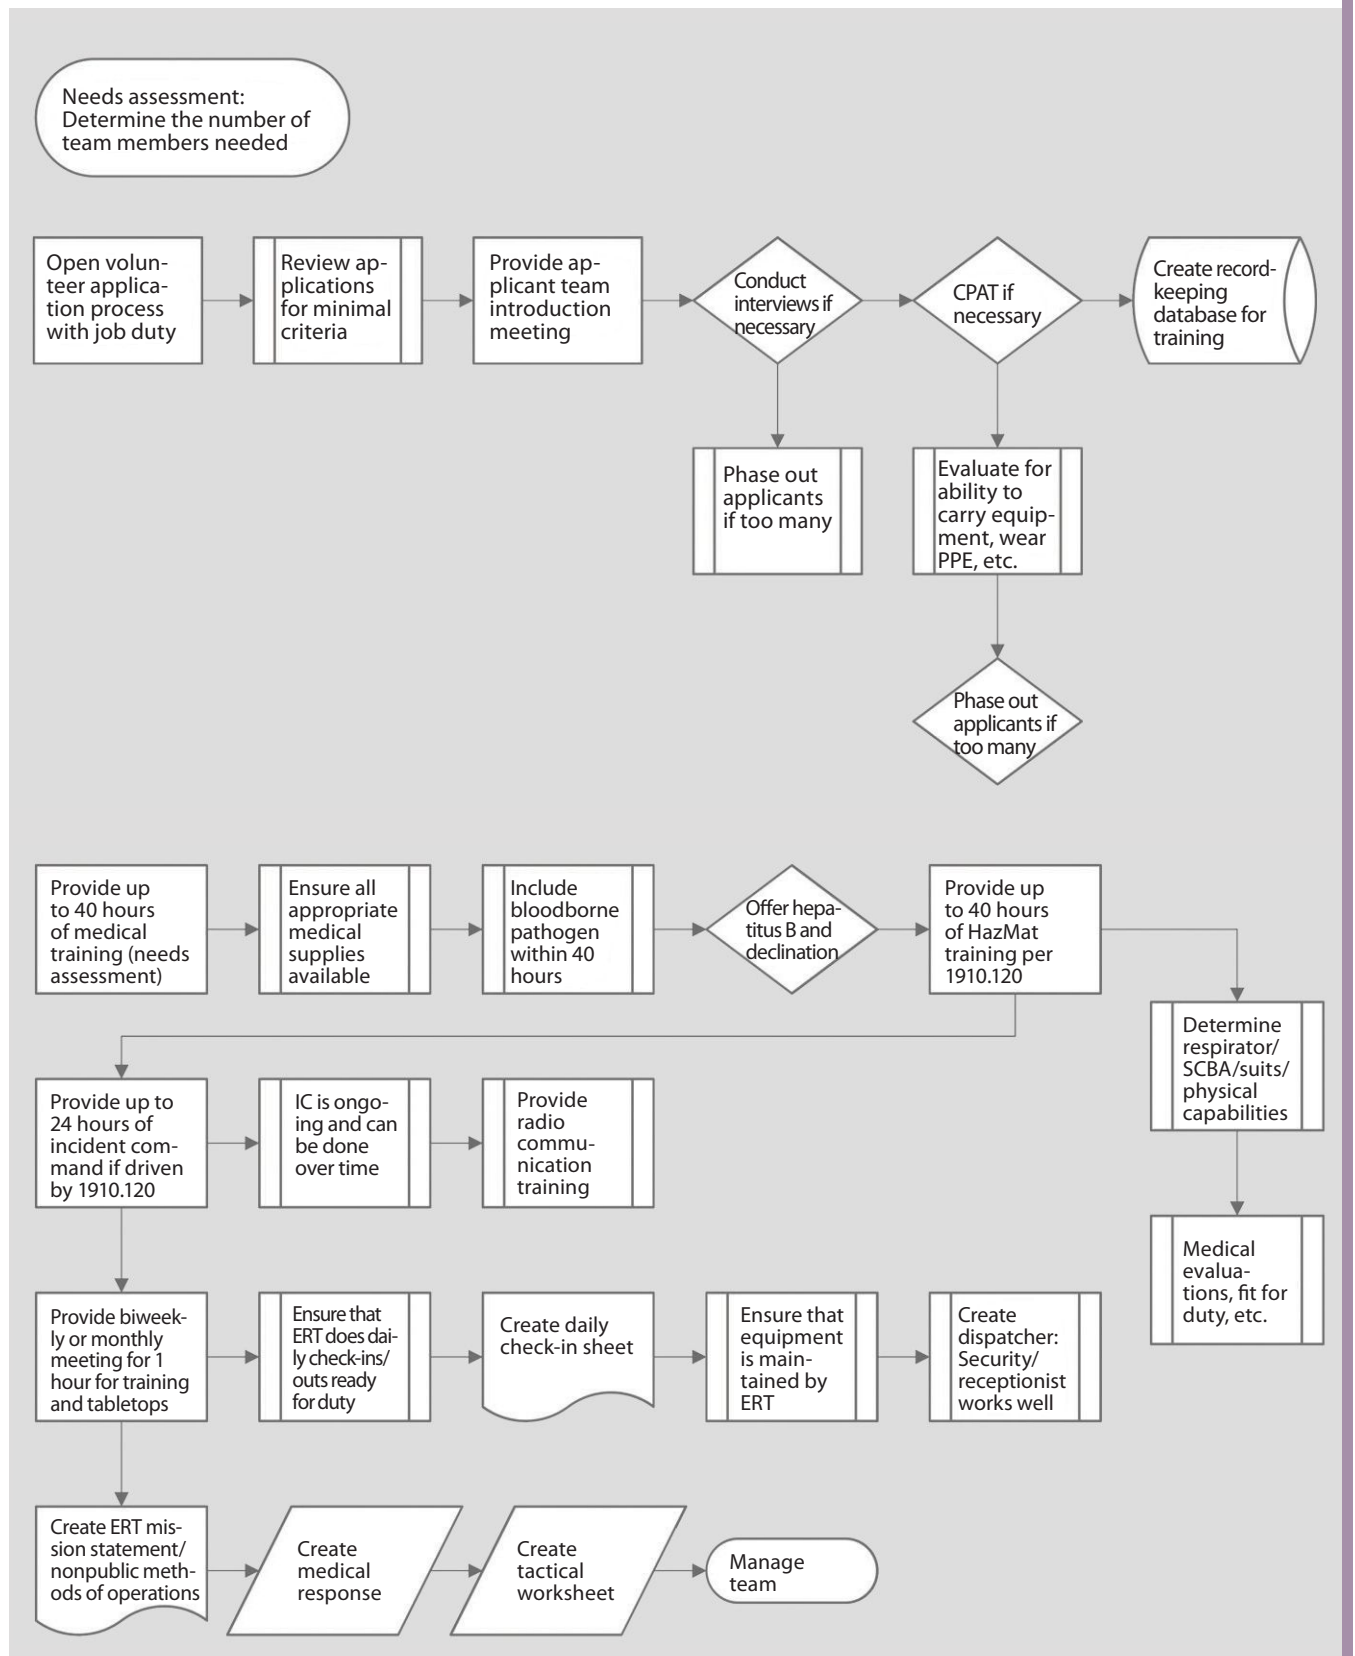 Needs assessment:
Determine the number of
team members needed
Open volun-
teer applica-
tion process
with job duty
Review ap-
plications
for minimal
criteria
Provide ap-
plicant team
introduction
meeting
Conduct
interviews if
necessary
CPAT if
necessary
Create record-
keeping
database for
training
Phase out
applicants
if too many
Evaluate for
ability to
carry equip-
ment, wear
PPE, etc.
Phase out
applicants if
too many
Provide up
to 40 hours
of medical
training (needs
assessment)
Ensure all
appropriate
medical
supplies
available
Include
bloodborne
pathogen
within 40
hours
Offer hepa-
titus B and
declination
Provide up
to 40 hours
of HazMat
training per
1910.120
Determine
respirator/
SCBA/suits/
physical
capabilities
Provide up to
24 hours of
incident com-
mand if driven
by 1910.120
IC is ongo-
ing and can
be done
over time
Provide
radio
commu-
nication
training
Medical
evalua-
tions, fit for
duty, etc.
Provide biweek-
ly or monthly
meeting for 1
hour for training
and tabletops
Ensure that
ERT does dai-
ly check-ins/
outs ready
for duty
Create daily
check-in sheet
Ensure that
equipment
is main-
tained by
ERT
Create
dispatcher:
Security/
receptionist
works well
Create ERT mis-
sion statement/
nonpublic meth-
ods of operations
Create
medical
response
Create
tactical
worksheet
Manage
team